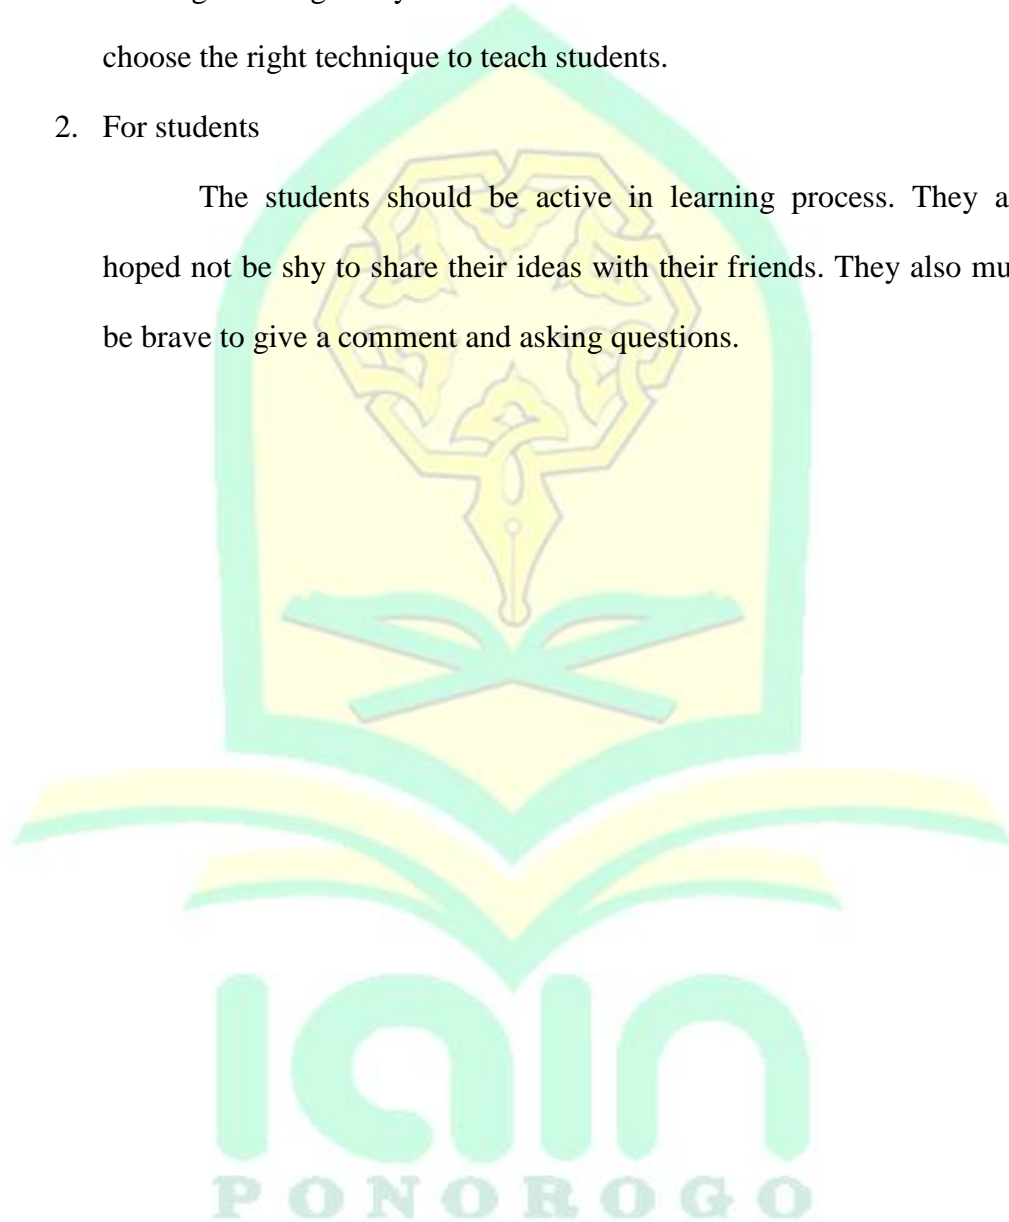 choose the right technique to teach students.
2. For students
The students should be active in learning process. They
hoped not be shy to share their ideas with their friends. They also
be brave to give a comment and asking questions.
iain
PONOROGO